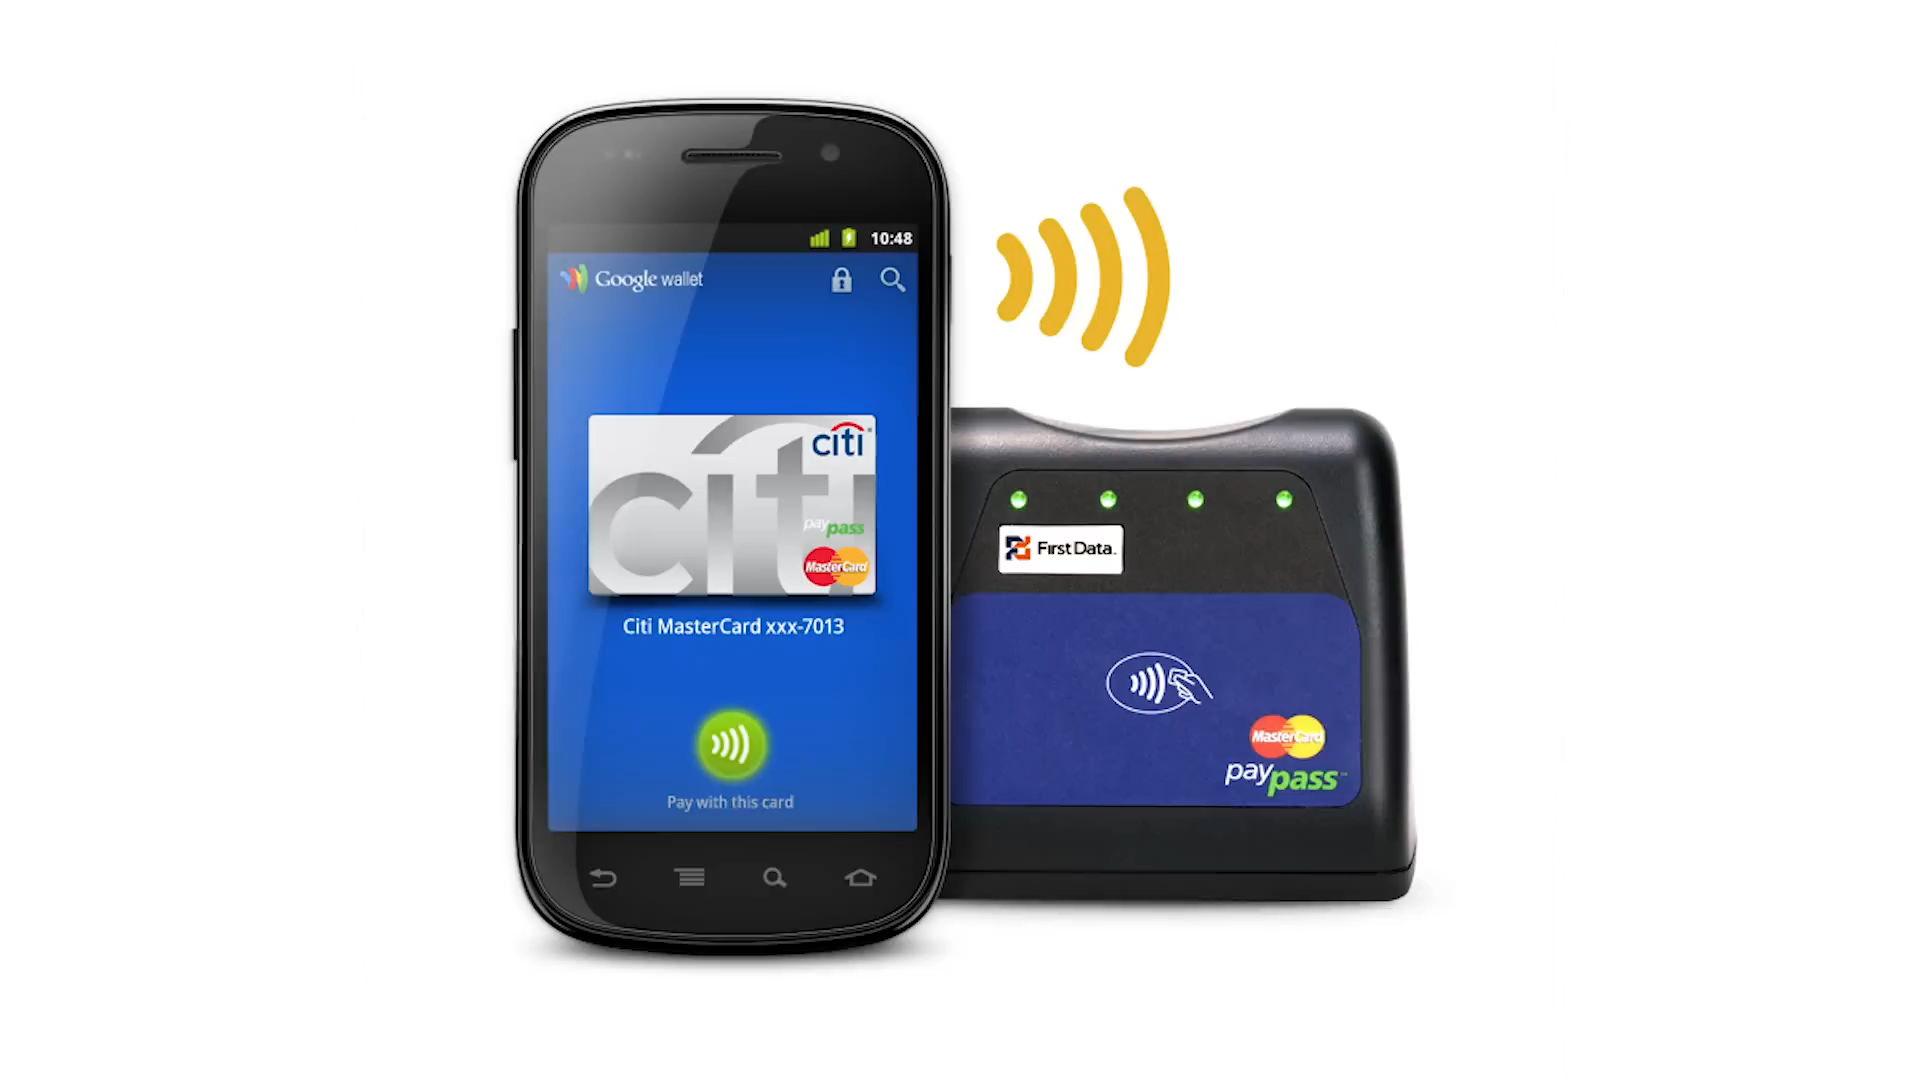 10:48
Google wallet
citi
citi
paypass
MasterCard
Citi MasterCard xxx-7013
Pay with this card
First Data.
MasterCard
paypass™